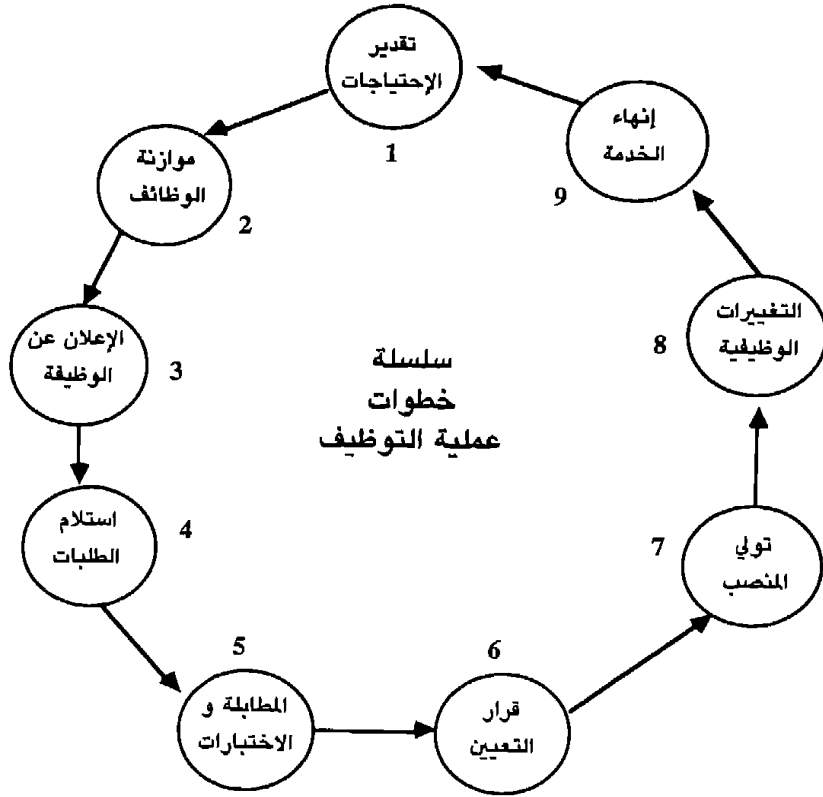 تقدير
الإحتياجات
1
موازنة
الوظائف
2
الإعلان عن
الوظيفة
3
استلام
الطلبات
4
المطابلة و
الاختبارات
5
قرار
التعيين
6
تولي
المنصب
7
التغييرات
الوظيفية
8
إنهاء
الخدمة
9
سلسلة
خطوات
عملية التوظيف